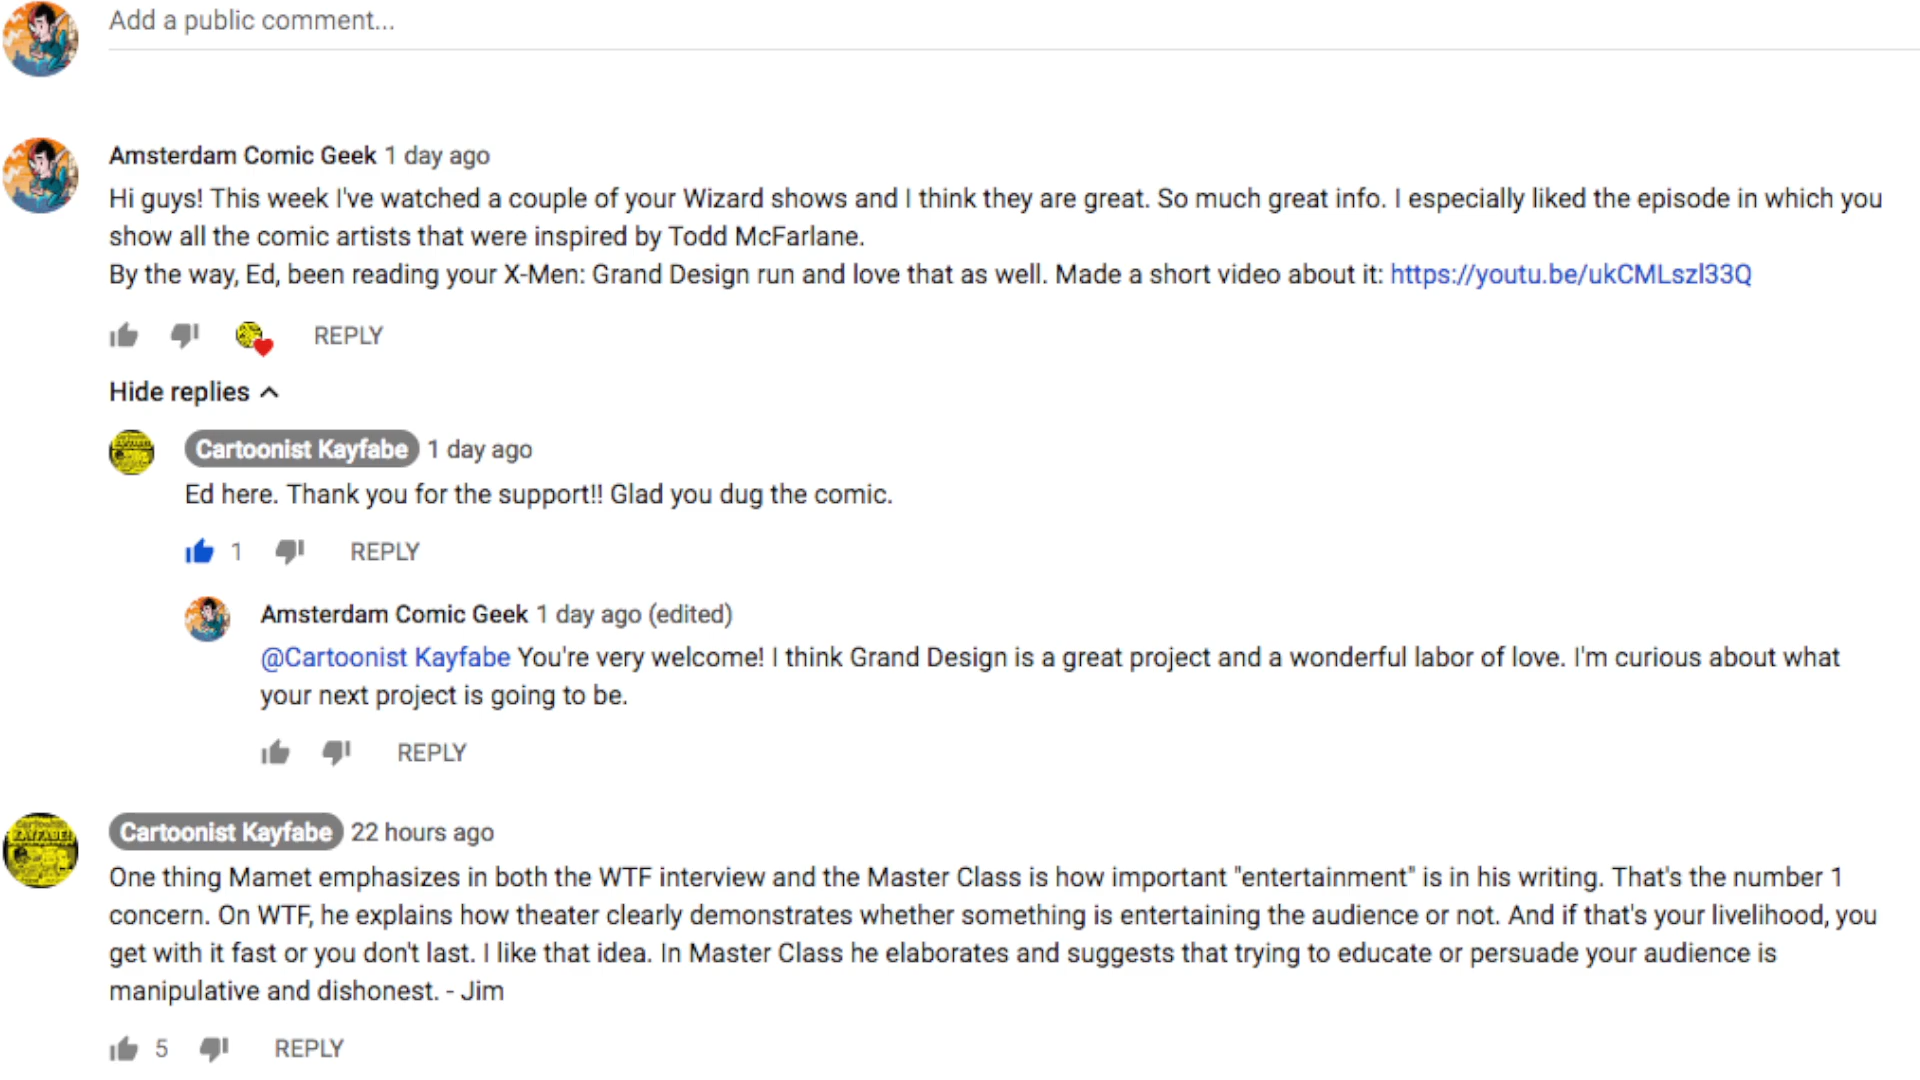 Add a public comment...
Amsterdam Comic Geek 1 day ago
Hi guys! This week I've watched a couple of your Wizard shows and I think they are great. So much great info. I especially liked the episode in which you
show all the comic artists that were inspired by Todd McFarlane.
By the way, Ed, been reading your X-Men: Grand Design run and love that as well. Made a short video about it: https://youtu.be/ukCMLszl33Q
REPLY
Hide replies
Cartoonist Kayfabe 1 day ago
Ed here. Thank you for the support!! Glad you dug the comic.
1 REPLY
Amsterdam Comic Geek 1 day ago (edited)
@Cartoonist Kayfabe You're very welcome! I think Grand Design is a great project and a wonderful labor of love. I'm curious about what
your next project is going to be.
REPLY
Cartoonist Kayfabe 22 hours ago
One thing Mamet emphasizes in both the WTF interview and the Master Class is how important "entertainment" is in his writing. That's the number 1
concern. On WTF, he explains how theater clearly demonstrates whether something is entertaining the audience or not. And if that's your livelihood, you
get with it fast or you don't last. I like that idea. In Master Class he elaborates and suggests that trying to educate or persuade your audience is
manipulative and dishonest. - Jim
5 REPLY